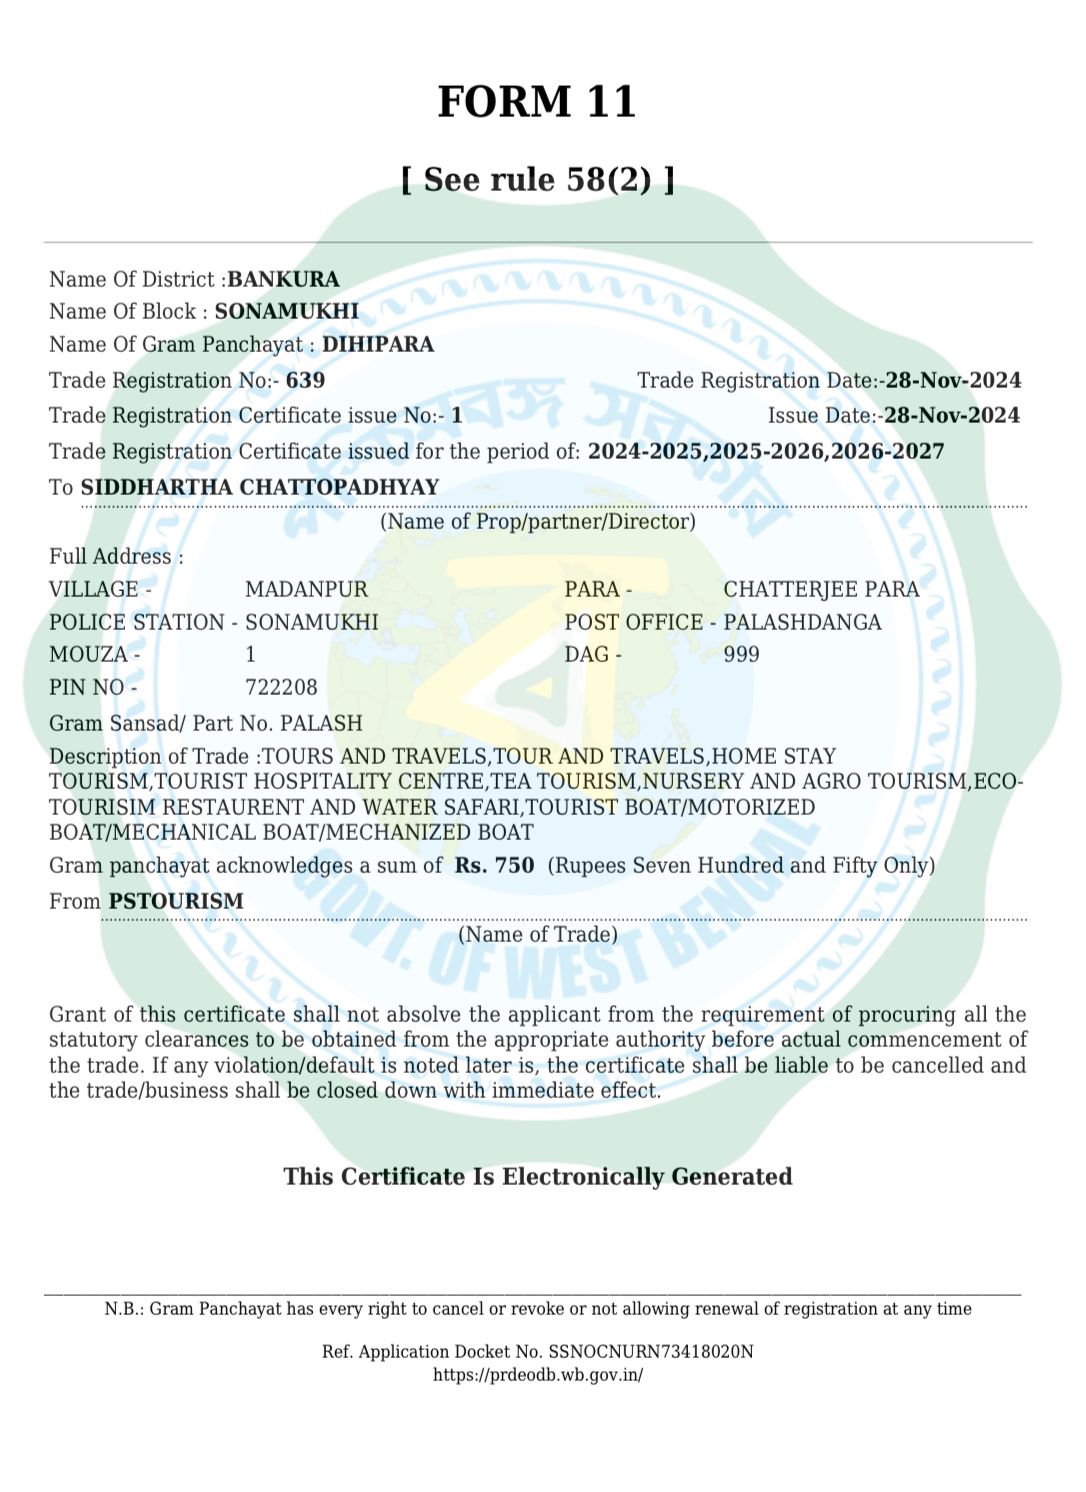 FORM 11
[ See rule 58(2) ]
Name Of District :BANKURA
Name Of Block : SONAMUKHI
Name Of Gram Panchayat : DIHIPARA
Trade Registration No:- 639 Trade Registration Date:-28-Nov-2024
Trade Registration Certificate issue No:- 1 Issue Date:-28-Nov-2024
Trade Registration Certificate issued for the period of: 2024-2025,2025-2026,2026-2027
To SIDDHARTHA CHATTOPADHYAY
(Name of Prop/partner/Director)
Full Address :
VILLAGE - MADANPUR PARA - CHATTERJEE PARA
POLICE STATION - SONAMUKHI POST OFFICE - PALASHDANGA
MOUZA - 1 DAG - 999
PIN NO - 722208
Gram Sansad/ Part No. PALASH
Description of Trade :TOURS AND TRAVELS,TOUR AND TRAVELS,HOME STAY
TOURISM,TOURIST HOSPITALITY CENTRE,TEA TOURISM,NURSERY AND AGRO TOURISM,ECO-
TOURISIM RESTAURENT AND WATER SAFARI,TOURIST BOAT/MOTORIZED
BOAT/MECHANICAL BOAT/MECHANIZED BOAT
Gram panchayat acknowledges a sum of Rs. 750 (Rupees Seven Hundred and Fifty Only)
From PSTOURISM
(Name of Trade)
Grant of this certificate shall not absolve the applicant from the requirement of procuring all the
statutory clearances to be obtained from the appropriate authority before actual commencement of
the trade. If any violation/default is noted later is, the certificate shall be liable to be cancelled and
the trade/business shall be closed down with immediate effect.
This Certificate Is Electronically Generated
N.B.: Gram Panchayat has every right to cancel or revoke or not allowing renewal of registration at any time
Ref. Application Docket No. SSNOCNURN73418020N
https://prdeodb.wb.gov.in/
পশ্চিমবঙ্গ সরকার
ব
GOVT. OF WEST BENGAL